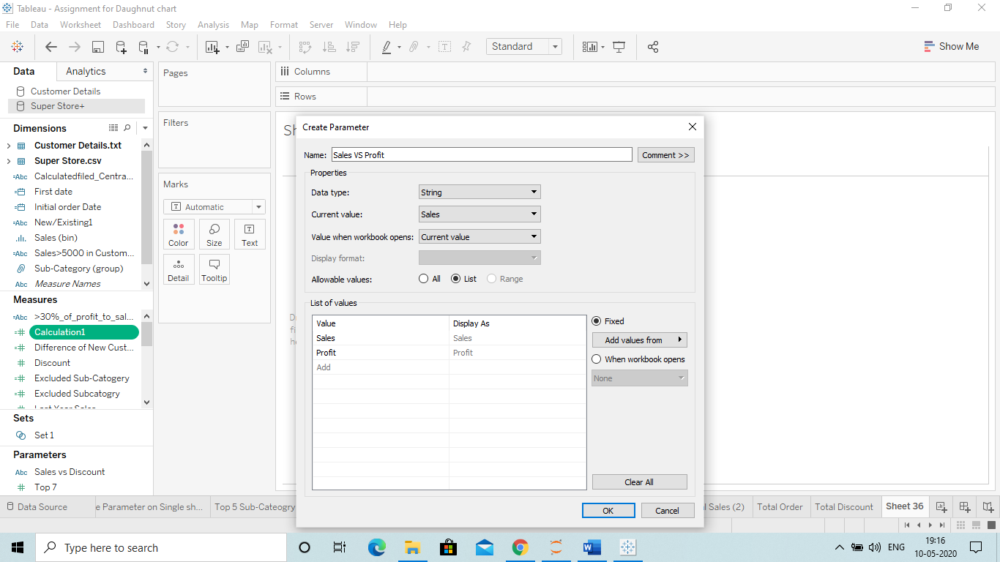 Tableau - Assignment for Daughnut chart
File Data Worksheet Dashboard Story Analysis Map Format Server Window Help
Standard
Show Me
Data Analytics
Customer Details
Super Store+
Dimensions
Customer Details.txt
Super Store.csv
Calculatedfiled_Centra...
First date
Initial order Date
New/Existing1
Sales (bin)
Sales>5000 in Custom...
Sub-Category (group)
Measure Names
Measures
>30%_of_profit_to_sal...
Calculation1
Difference of New Cust...
Discount
Excluded Sub-Catogery
Excluded Subcatogry
Last Year Sales
Sets
Set 1
Parameters
Sales vs Discount
Top 7
Pages
Filters
Marks
Automatic
Color Size Text
Detail Tooltip
Columns
Rows
Sh
Create Parameter
Name: Sales VS Profit Comment >>
Properties
Data type: String
Current value: Sales
Value when workbook opens: Current value
Display format:
Allowable values: All List Range
List of values
Value Display As
Sales Sales
Profit Profit
Add
Fixed
Add values from
When workbook opens
None
Clear All
OK Cancel
Data Source e Parameter on Single sh... Top 5 Sub-Cateogry l Sales (2) Total Order Total Discount Sheet 36
Type here to search
ENG
19:16
10-05-2020